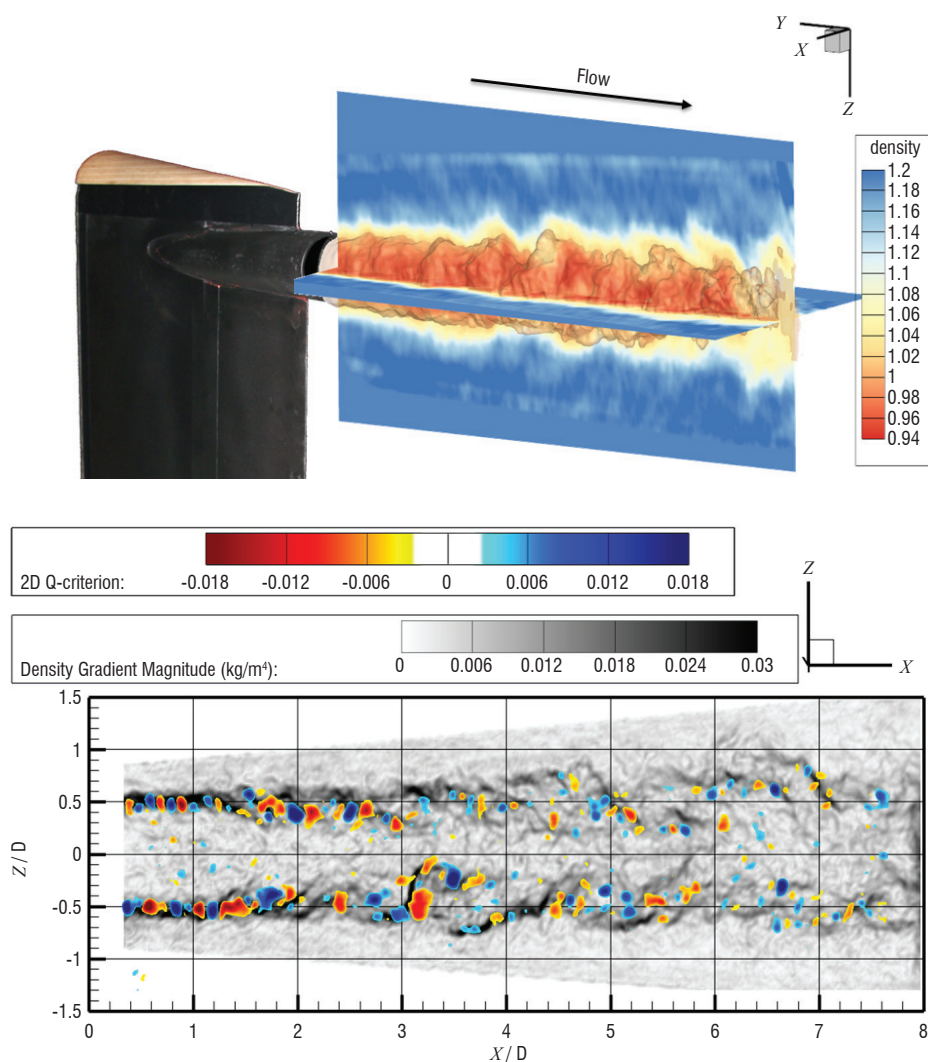 Y
X
Z
Flow
density
1.2
1.18
1.16
1.14
1.12
1.1
1.08
1.06
1.04
1.02
1
0.98
0.96
0.94
2D Q-criterion: -0.018 -0.012 -0.006 0 0.006 0.012 0.018
Density Gradient Magnitude (kg/m⁴): 0 0.006 0.012 0.018 0.024 0.03
Z
X
1.5
1
0.5
0
-0.5
-1
-1.5
Z / D
0 1 2 3 4 5 6 7 8
X / D